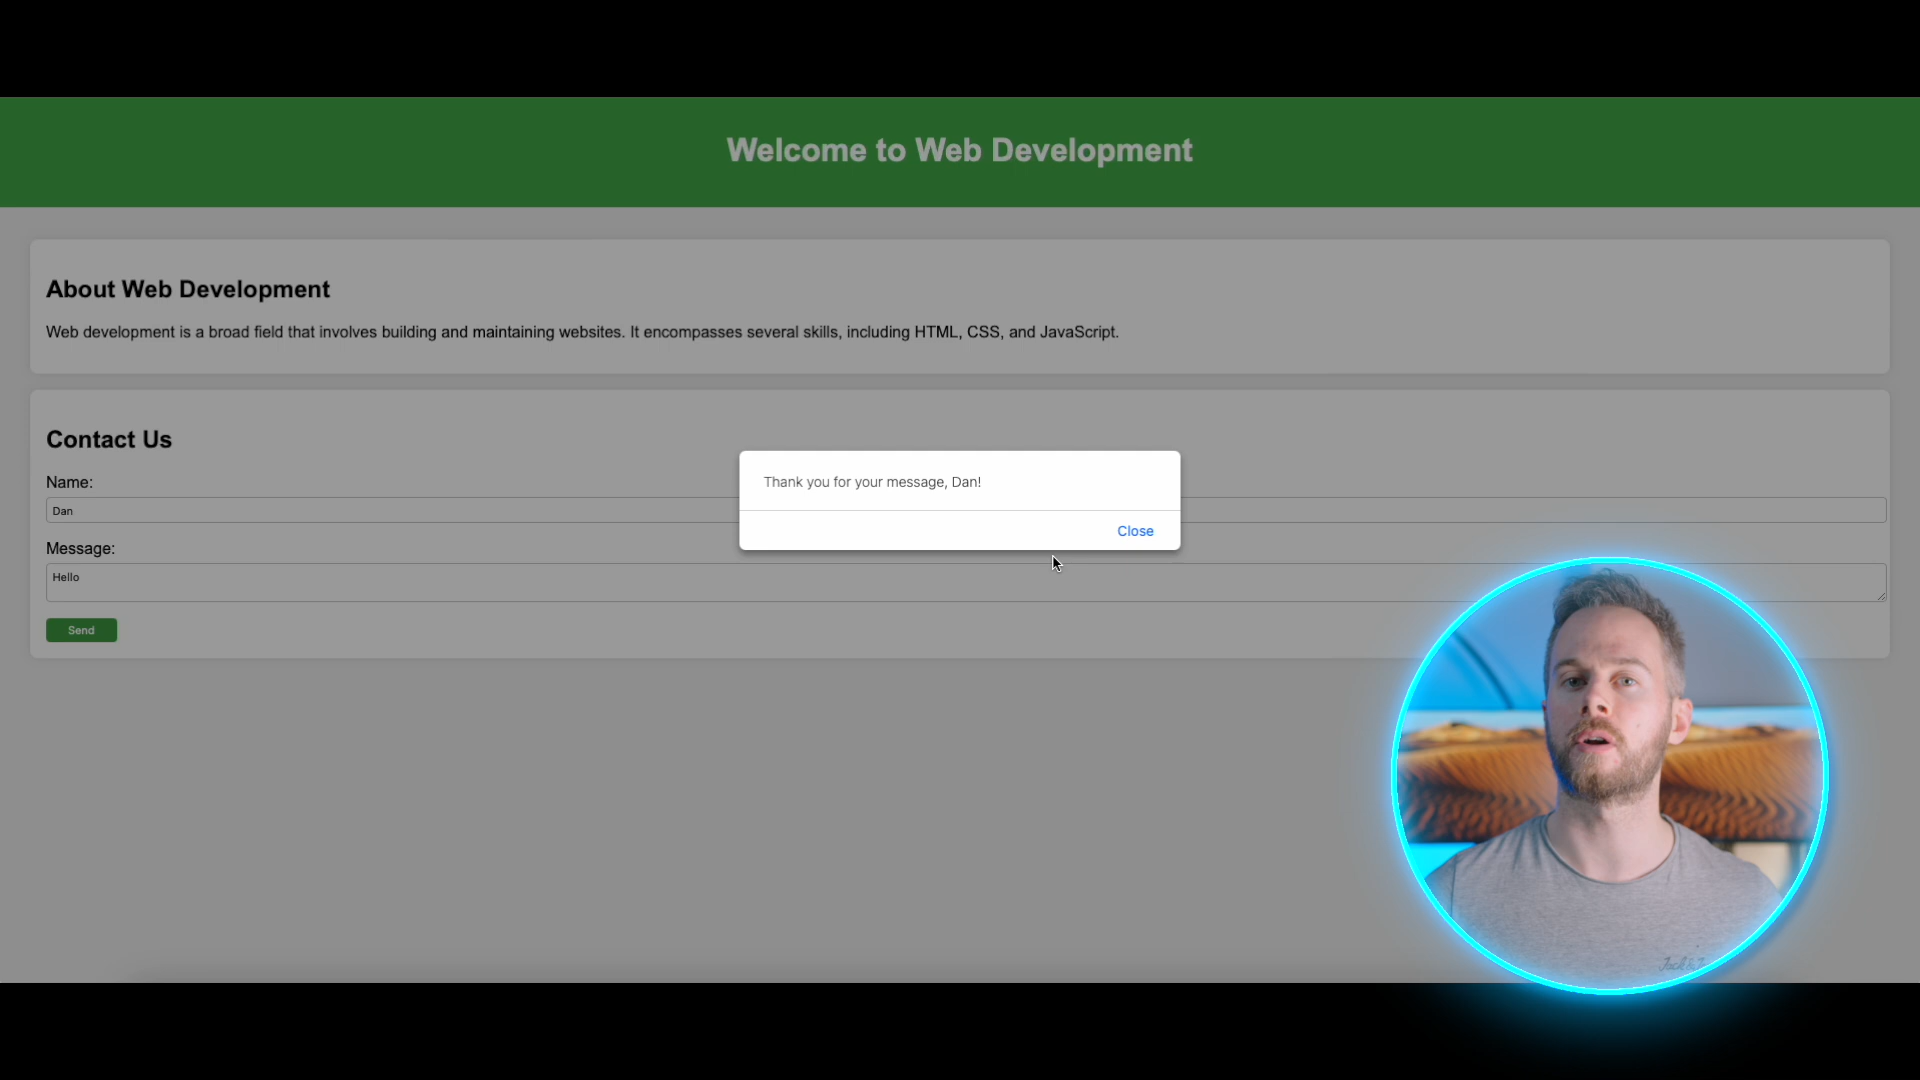 Welcome to Web Development
About Web Development
Web development is a broad field that involves building and maintaining websites. It encompasses several skills, including HTML, CSS, and JavaScript.
Contact Us
Name:
Dan
Thank you for your message, Dan!
Close
Message:
Hello
Send